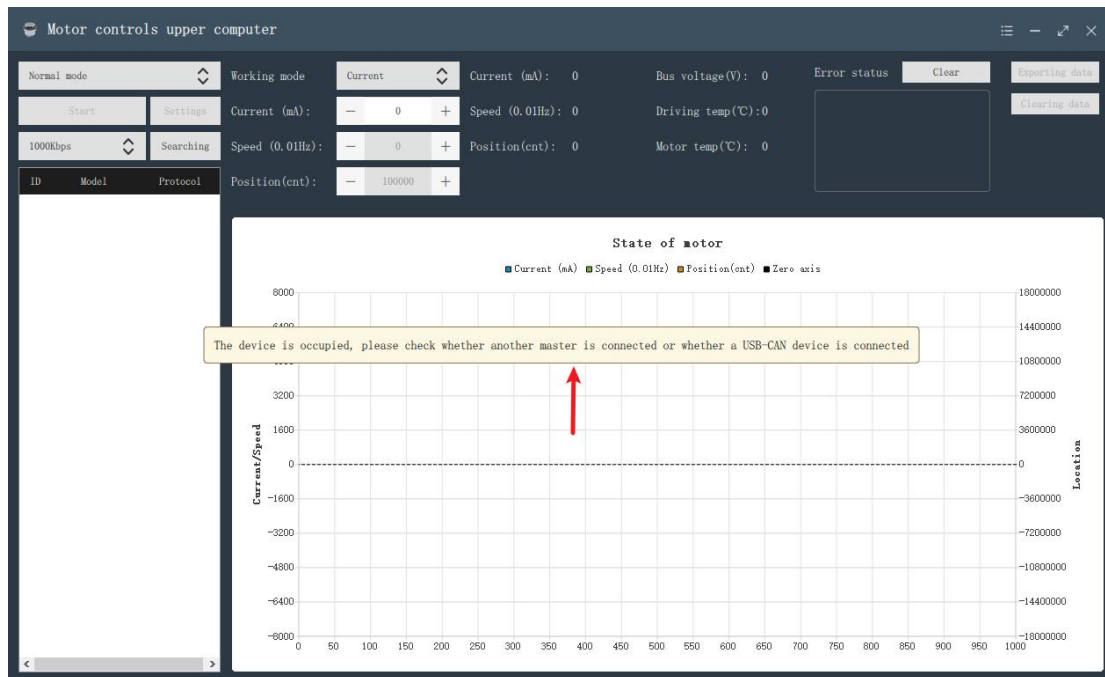 Motor controls upper computer
Normal mode
Working mode
Current
Current (mA): 0
Bus voltage(V): 0
Error status
Clear
Exporting data
Start
Settings
Current (mA):
0
Speed (0.01Hz): 0
Driving temp(℃):0
Clearing data
1000Kbps
Searching
Speed (0.01Hz):
0
Position(cnt): 0
Motor temp(℃): 0
ID Model Protocol
Position(cnt):
100000
State of motor
Current (mA) Speed (0.01Hz) Position(cnt) Zero axis
8000
18000000
14400000
The device is occupied, please check whether another master is connected or whether a USB-CAN device is connected
10800000
3200
7200000
1600
3600000
0
0
-1600
-3600000
-3200
-7200000
-4800
-10800000
-6400
-14400000
-8000
-18000000
Current/Speed
Location
0 50 100 150 200 250 300 350 400 450 500 550 600 650 700 750 800 850 900 950 1000